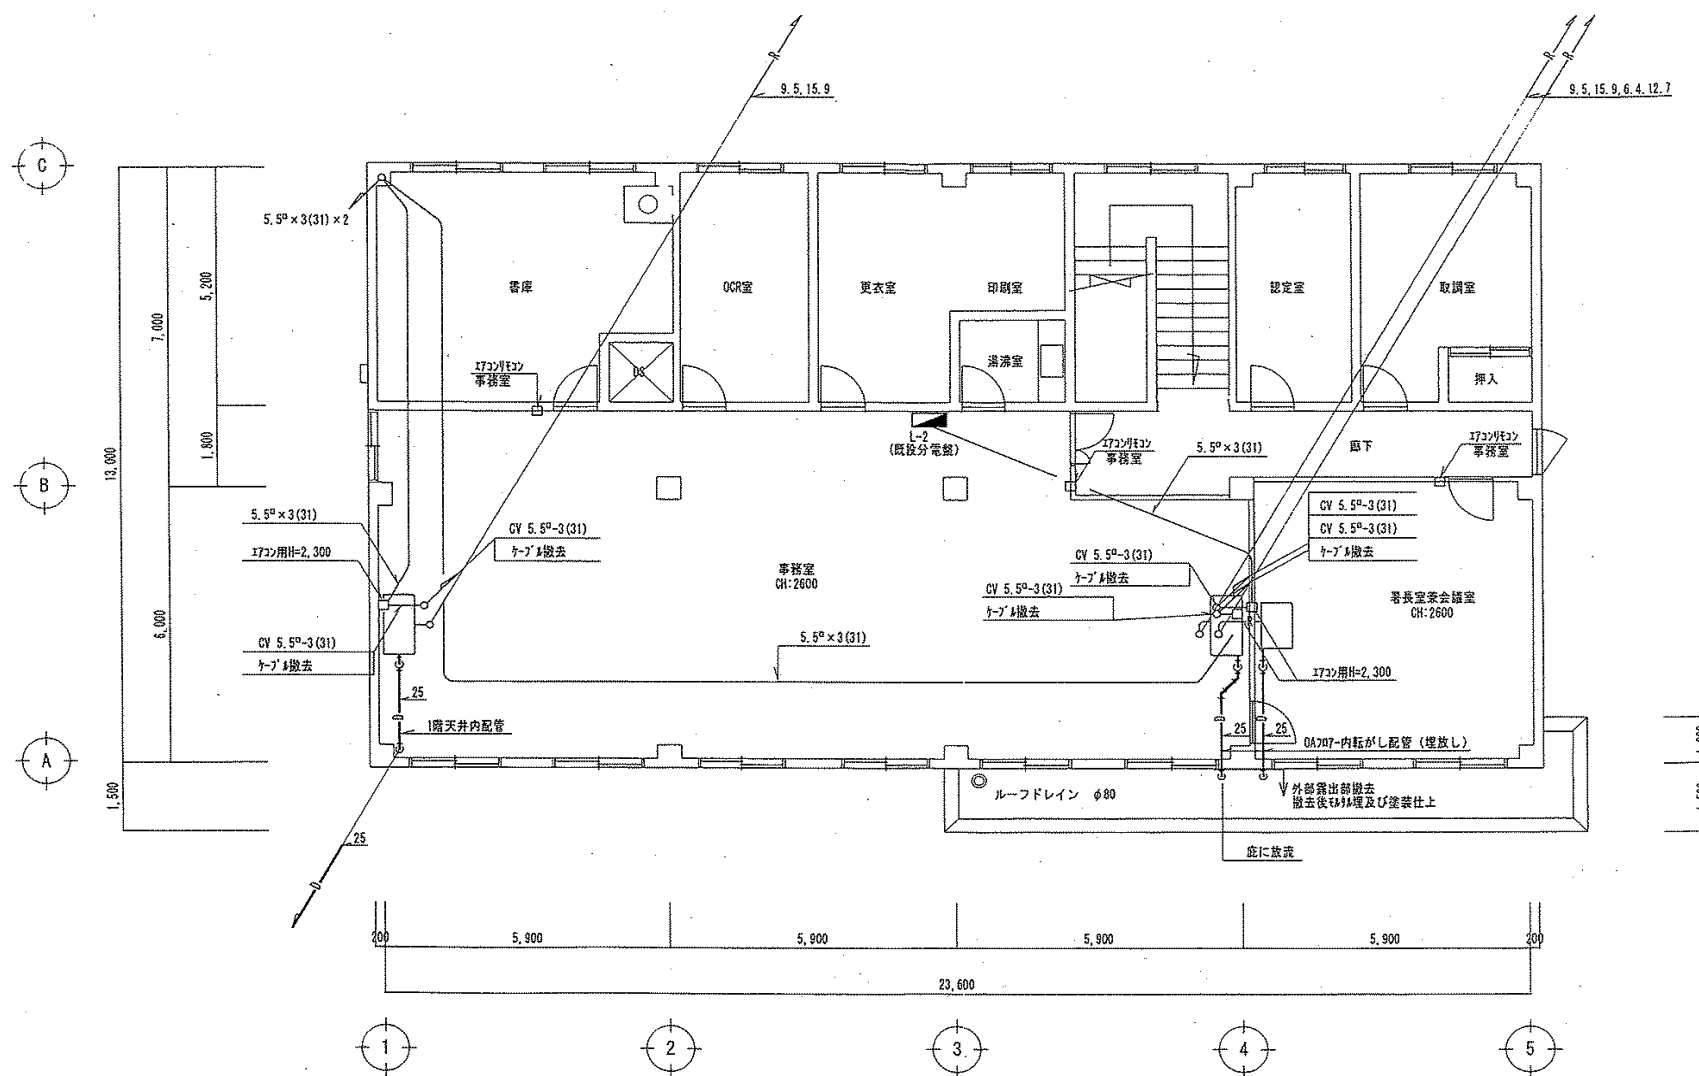 9.5,15.9
9.5,15.9,6.4,12.7
R
R
R
C
5.5□×3(31)×2
5,200
7,000
書庫
OCR室
更衣室
印刷室
認定室
取調室
エアコンリモコン
事務室
DS
湯沸室
押入
1,800
13,000
L-2
(既設分電盤)
エアコンリモコン
事務室
5.5□×3(31)
廊下
エアコンリモコン
事務室
B
5.5□×3(31)
エアコン用H=2,300
CV 5.5□-3(31)
ケーブル撤去
事務室
CH:2600
CV 5.5□-3(31)
CV 5.5□-3(31)
ケーブル撤去
CV 5.5□-3(31)
ケーブル撤去
CV 5.5□-3(31)
ケーブル撤去
署長室兼会議室
CH:2600
6,000
CV 5.5□-3(31)
ケーブル撤去
5.5□×3(31)
R
エアコン用H=2,300
25
1階天井内配管
25
25
OAフロアー内転がし配管（埋放し）
A
1,500
ルーフドレイン φ80
外部露出部撤去
撤去後モルタル埋及び塗装仕上
25
庭に放流
D
200
5,900
5,900
5,900
5,900
200
23,600
1
2
3
4
5